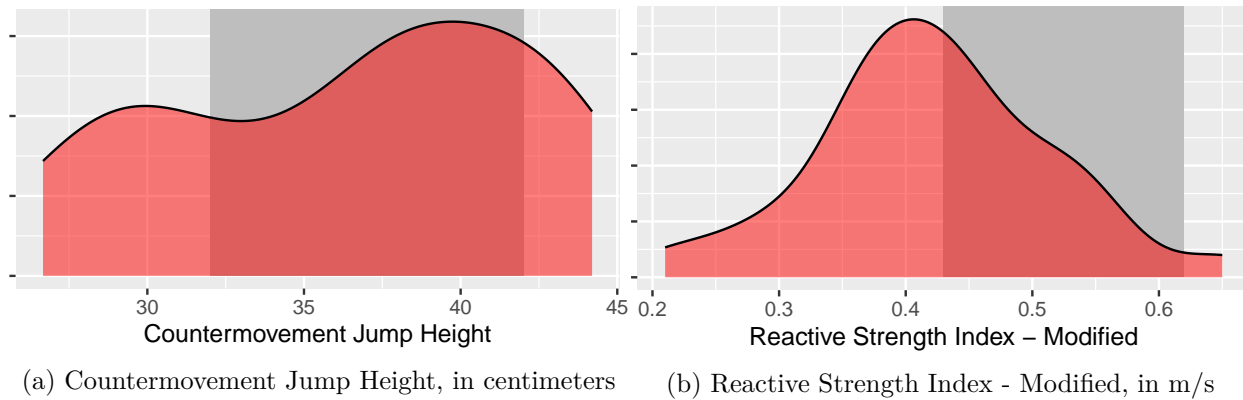 30 35 40 45
Countermovement Jump Height
(a) Countermovement Jump Height, in centimeters
0.2 0.3 0.4 0.5 0.6
Reactive Strength Index – Modified
(b) Reactive Strength Index - Modified, in m/s